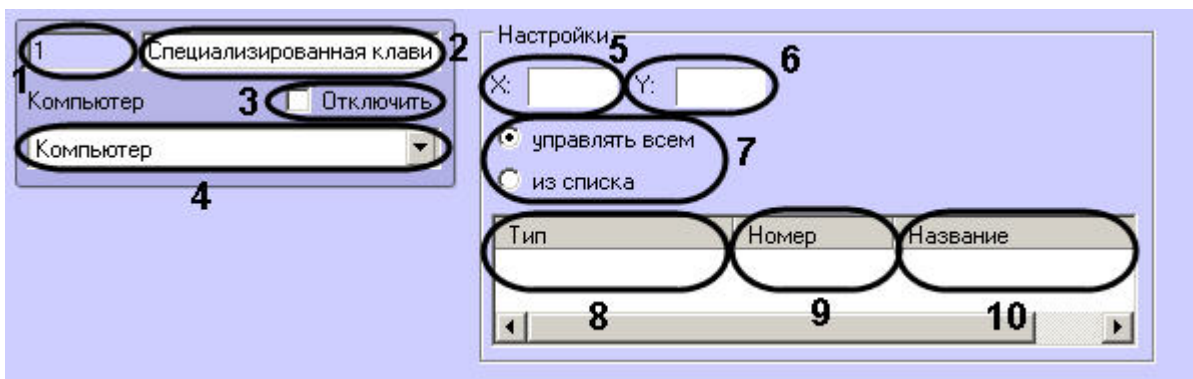 1 Специализированная клави 2
1
Компьютер 3 Отключить
Компьютер
4
Настройки
5 6
X: Y:
управлять всем
7
из списка
Тип Номер Название
8 9 10